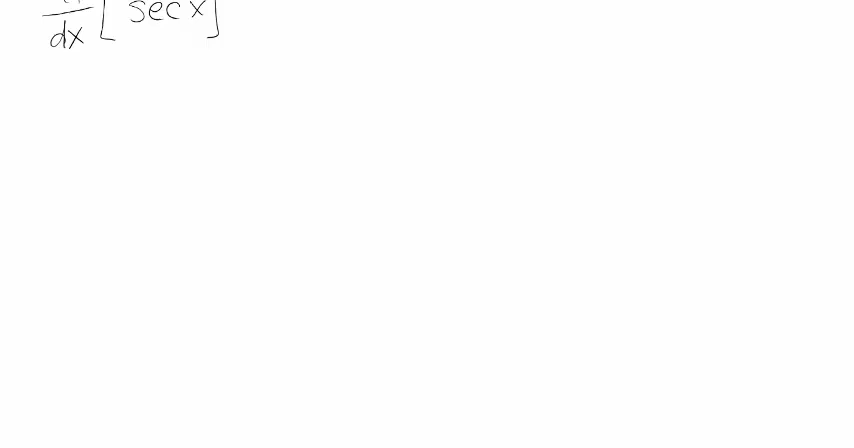 d/dx [ sec x ]